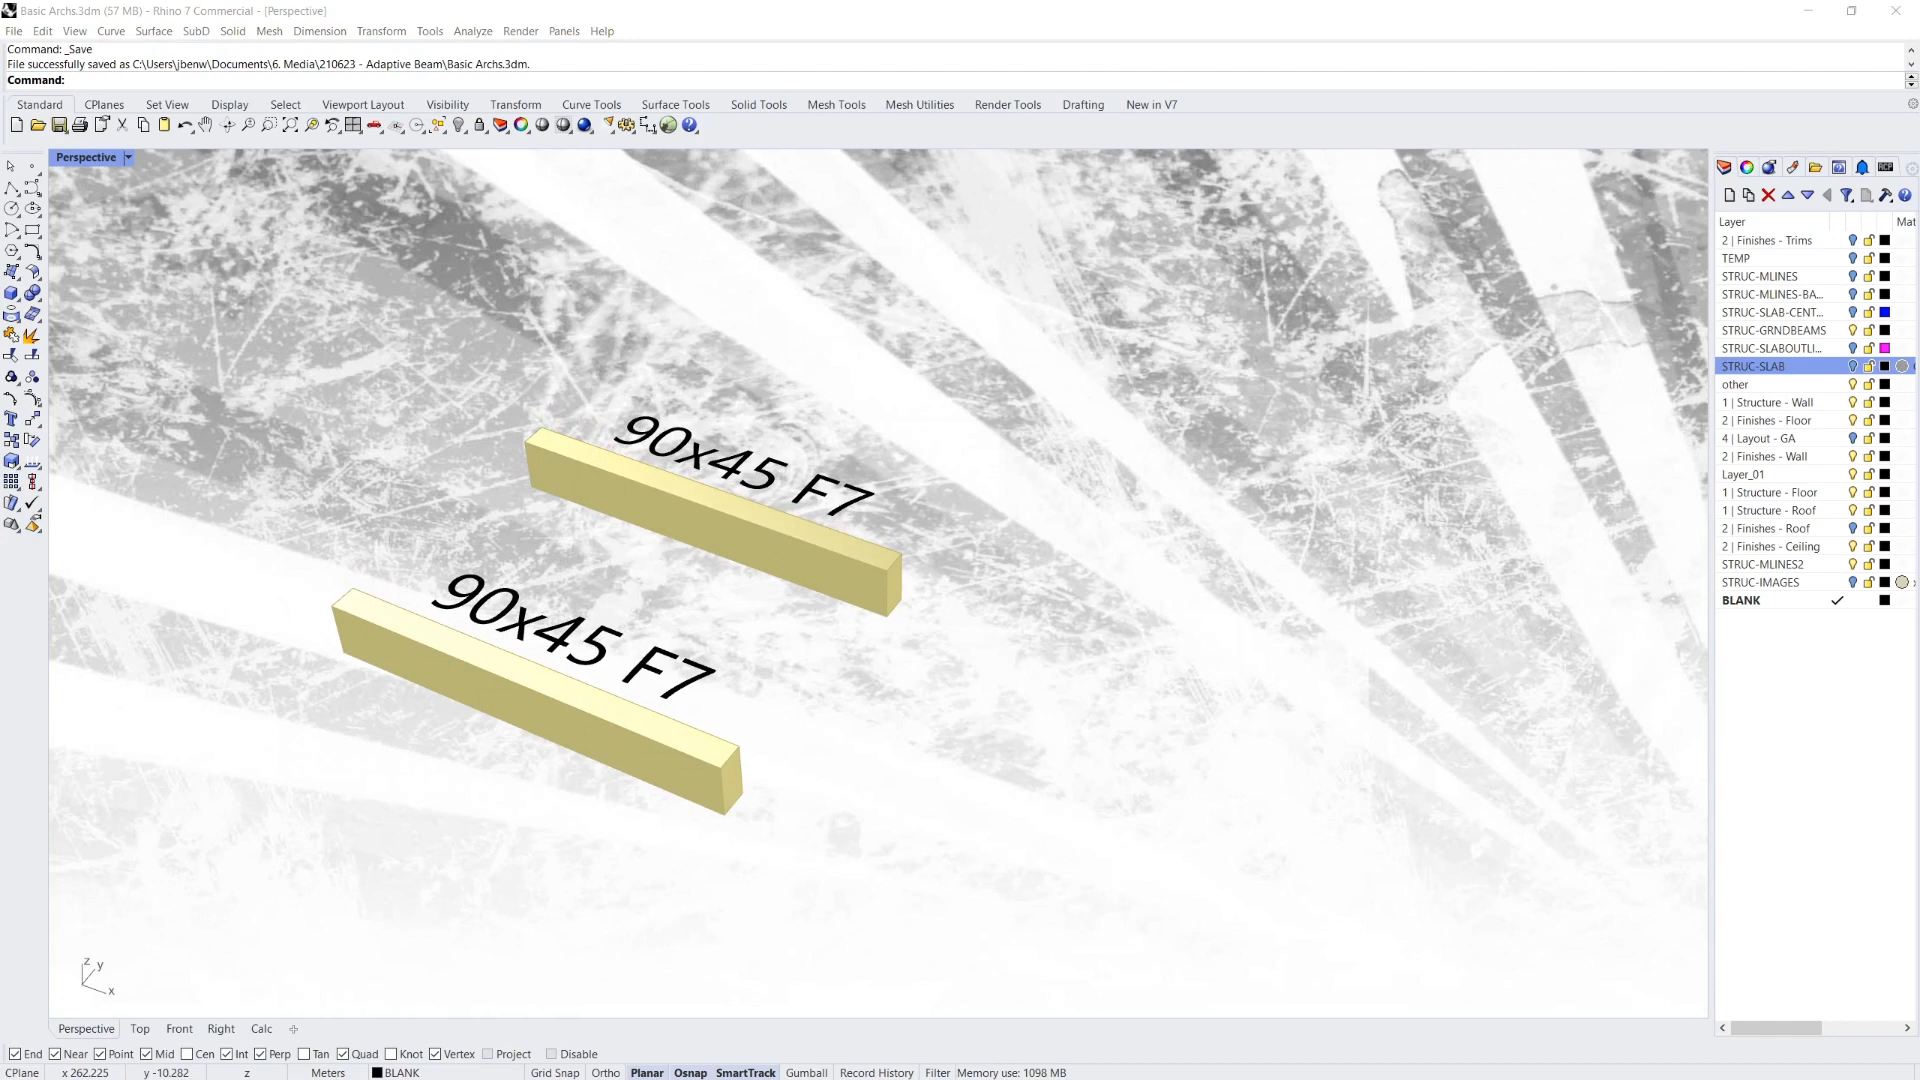 Basic Archs.3dm (57 MB) - Rhino 7 Commercial - [Perspective]
File Edit View Curve Surface SubD Solid Mesh Dimension Transform Tools Analyze Render Panels Help
Command: _Save
File successfully saved as C:\Users\jbenw\Documents\6. Media\210623 - Adaptive Beam\Basic Archs.3dm.
Command:
Standard CPlanes Set View Display Select Viewport Layout Visibility Transform Curve Tools Surface Tools Solid Tools Mesh Tools Mesh Utilities Render Tools Drafting New in V7
Perspective
Layer Mat
2 | Finishes - Trims
TEMP
STRUC-MLINES
STRUC-MLINES-BA...
STRUC-SLAB-CENT...
STRUC-GRNDBEAMS
STRUC-SLABOUTLI...
STRUC-SLAB
other
1 | Structure - Wall
2 | Finishes - Floor
4 | Layout - GA
2 | Finishes - Wall
Layer_01
1 | Structure - Floor
1 | Structure - Roof
2 | Finishes - Roof
2 | Finishes - Ceiling
STRUC-MLINES2
STRUC-IMAGES
BLANK
90x45 F7
90x45 F7
z y
x
Perspective Top Front Right Calc
End Near Point Mid Cen Int Perp Tan Quad Knot Vertex Project Disable
CPlane x 262.225 y -10.282 z Meters BLANK Grid Snap Ortho Planar Osnap SmartTrack Gumball Record History Filter Memory use: 1098 MB